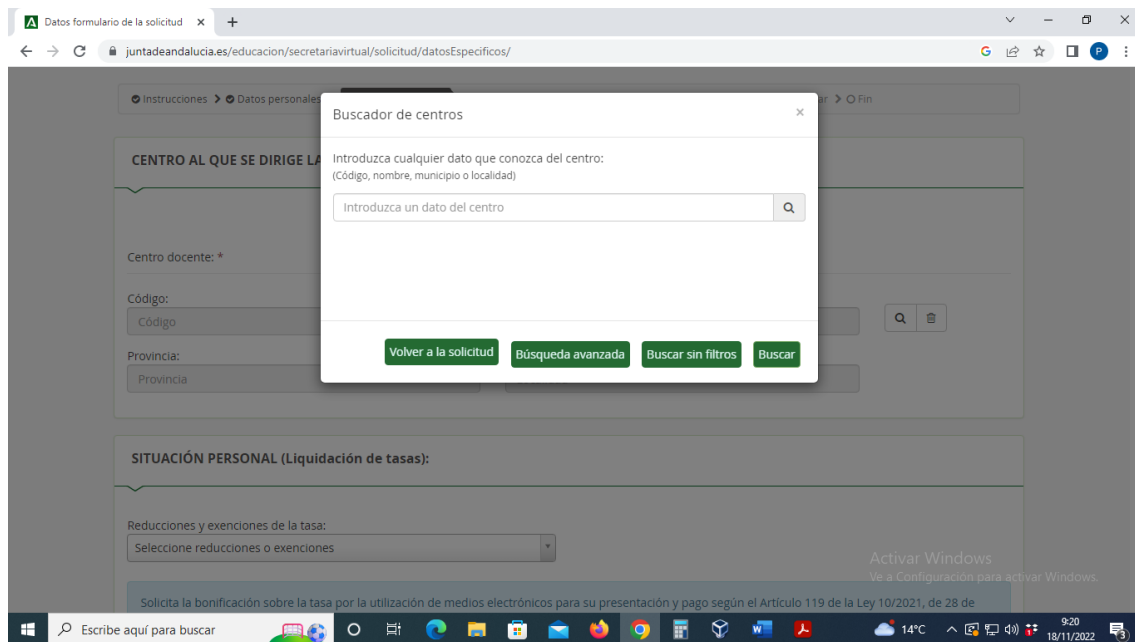 Datos formulario de la solicitud
juntadeandalucia.es/educacion/secretariavirtual/solicitud/datosEspecificos/
G P
Instrucciones > Datos personales
ar > Fin
Buscador de centros ×
CENTRO AL QUE SE DIRIGE LA
Introduzca cualquier dato que conozca del centro:
(Código, nombre, municipio o localidad)
Introduzca un dato del centro
Centro docente: *
Código:
Código
Volver a la solicitud Búsqueda avanzada Buscar sin filtros Buscar
Provincia:
Provincia
SITUACIÓN PERSONAL (Liquidación de tasas):
Reducciones y exenciones de la tasa:
Seleccione reducciones o exenciones
Activar Windows
Ve a Configuración para activar Windows.
Solicita la bonificación sobre la tasa por la utilización de medios electrónicos para su presentación y pago según el Artículo 119 de la Ley 10/2021, de 28 de
Escribe aquí para buscar
14°C
9:20
18/11/2022